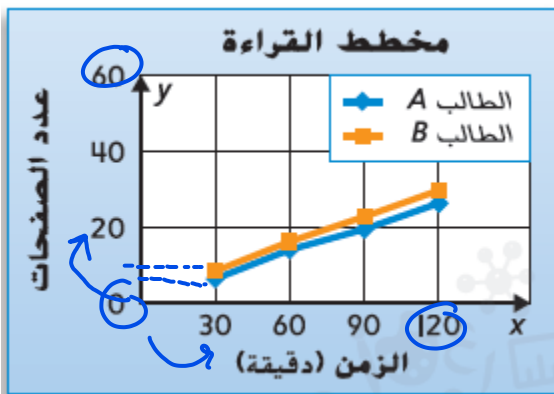 مخطط القراءة
60
y
الطالب A
الطالب B
40
20
0
30 60 90 120 x
عدد الصفحات
الزمن (دقيقة)